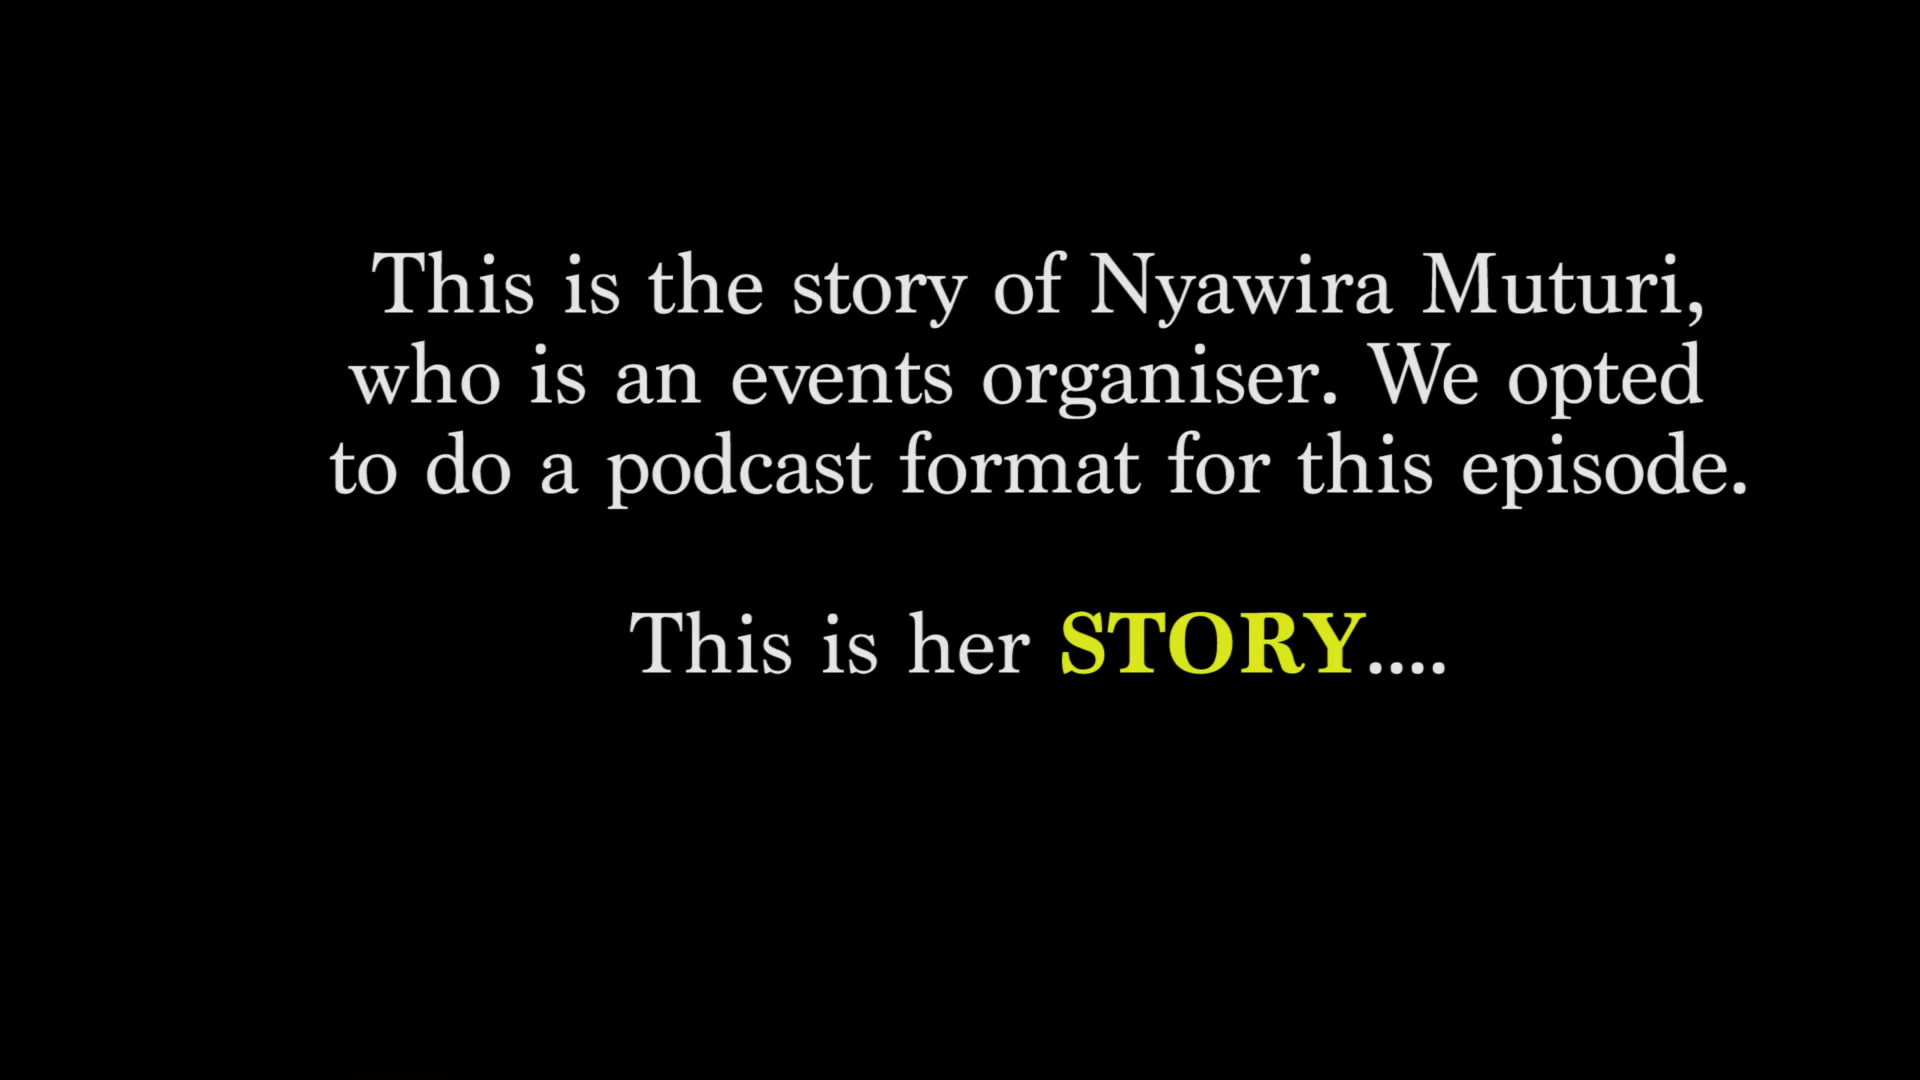 This is the story of Nyawira Muturi,
who is an events organiser. We opted
to do a podcast format for this episode.
This is her STORY....